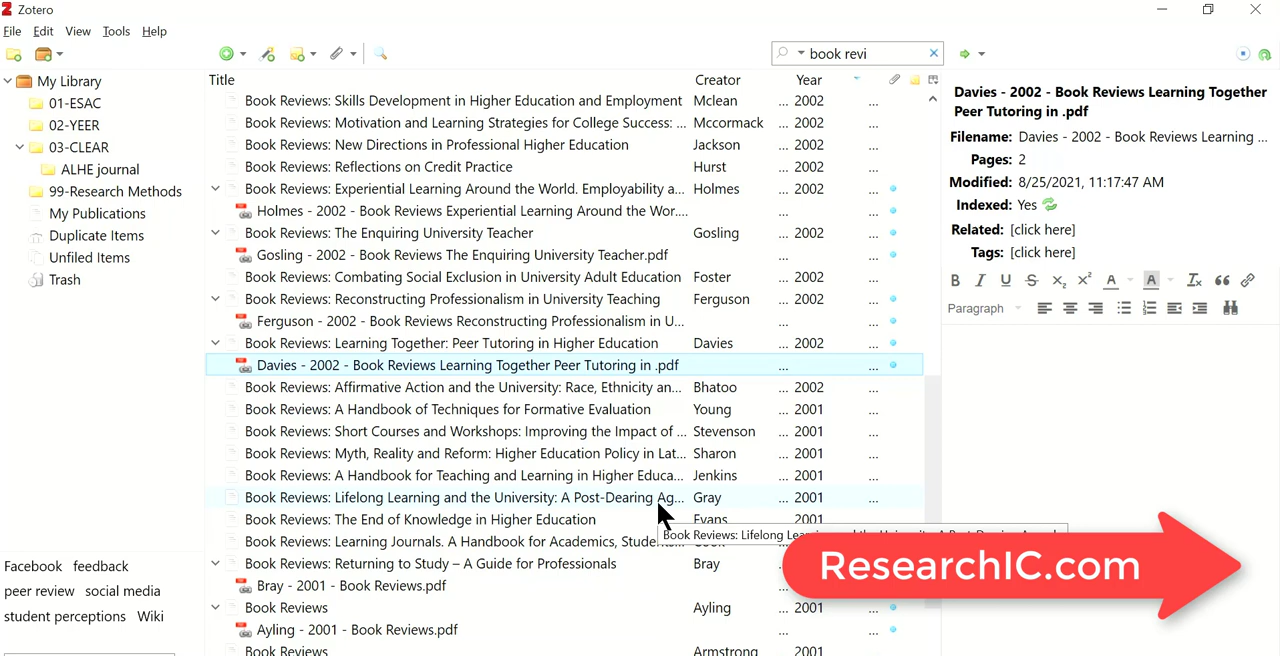 Zotero
File Edit View Tools Help
book revi
My Library
01-ESAC
02-YEER
03-CLEAR
ALHE journal
99-Research Methods
My Publications
Duplicate Items
Unfiled Items
Trash
Facebook feedback
peer review social media
student perceptions Wiki
Title Creator Year
Book Reviews: Skills Development in Higher Education and Employment Mclean ... 2002 ...
Book Reviews: Motivation and Learning Strategies for College Success: ... Mccormack ... 2002 ...
Book Reviews: New Directions in Professional Higher Education Jackson ... 2002 ...
Book Reviews: Reflections on Credit Practice Hurst ... 2002 ...
Book Reviews: Experiential Learning Around the World. Employability a... Holmes ... 2002 ...
Holmes - 2002 - Book Reviews Experiential Learning Around the Wor.... ... ...
Book Reviews: The Enquiring University Teacher Gosling ... 2002 ...
Gosling - 2002 - Book Reviews The Enquiring University Teacher.pdf ... ...
Book Reviews: Combating Social Exclusion in University Adult Education Foster ... 2002 ...
Book Reviews: Reconstructing Professionalism in University Teaching Ferguson ... 2002 ...
Ferguson - 2002 - Book Reviews Reconstructing Professionalism in U... ... ...
Book Reviews: Learning Together: Peer Tutoring in Higher Education Davies ... 2002 ...
Davies - 2002 - Book Reviews Learning Together Peer Tutoring in .pdf ... ...
Book Reviews: Affirmative Action and the University: Race, Ethnicity an... Bhatoo ... 2002 ...
Book Reviews: A Handbook of Techniques for Formative Evaluation Young ... 2001 ...
Book Reviews: Short Courses and Workshops: Improving the Impact of ... Stevenson ... 2001 ...
Book Reviews: Myth, Reality and Reform: Higher Education Policy in Lat... Sharon ... 2001 ...
Book Reviews: A Handbook for Teaching and Learning in Higher Educa... Jenkins ... 2001 ...
Book Reviews: Lifelong Learning and the University: A Post-Dearing Ag... Gray ... 2001 ...
Book Reviews: The End of Knowledge in Higher Education Evans ... 2001 ...
Book Reviews: Lifelong
Book Reviews: Learning Journals. A Handbook for Academics,
Book Reviews: Returning to Study – A Guide for Professionals Bray
Bray - 2001 - Book Reviews.pdf
Book Reviews Ayling ... 2001 ...
Ayling - 2001 - Book Reviews.pdf ... ...
Book Reviews Armstrong ... 2001 ...
Davies - 2002 - Book Reviews Learning Together
Peer Tutoring in .pdf
Filename: Davies - 2002 - Book Reviews Learning ...
Pages: 2
Modified: 8/25/2021, 11:17:47 AM
Indexed: Yes
Related: [click here]
Tags: [click here]
Paragraph
ResearchIC.com